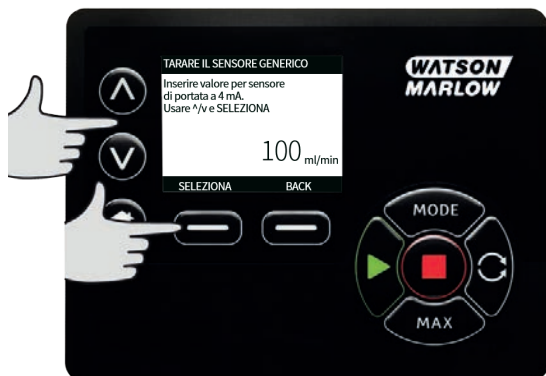 TARARE IL SENSORE GENERICO
Inserire valore per sensore
di portata a 4 mA.
Usare ^/v e SELEZIONA
100 ml/min
SELEZIONA BACK
WATSON
MARLOW
MODE
MAX